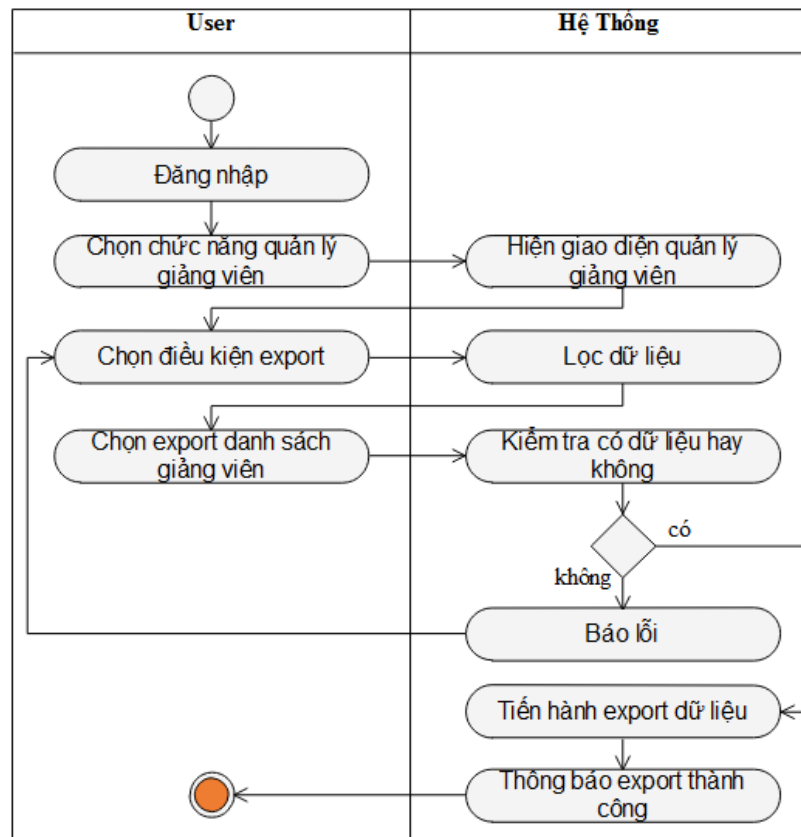 User
Hệ Thống
Đăng nhập
Chọn chức năng quản lý
giảng viên
Hiện giao diện quản lý
giảng viên
Chọn điều kiện export
Lọc dữ liệu
Chọn export danh sách
giảng viên
Kiểm tra có dữ liệu hay
không
có
không
Báo lỗi
Tiến hành export dữ liệu
Thông báo export thành
công